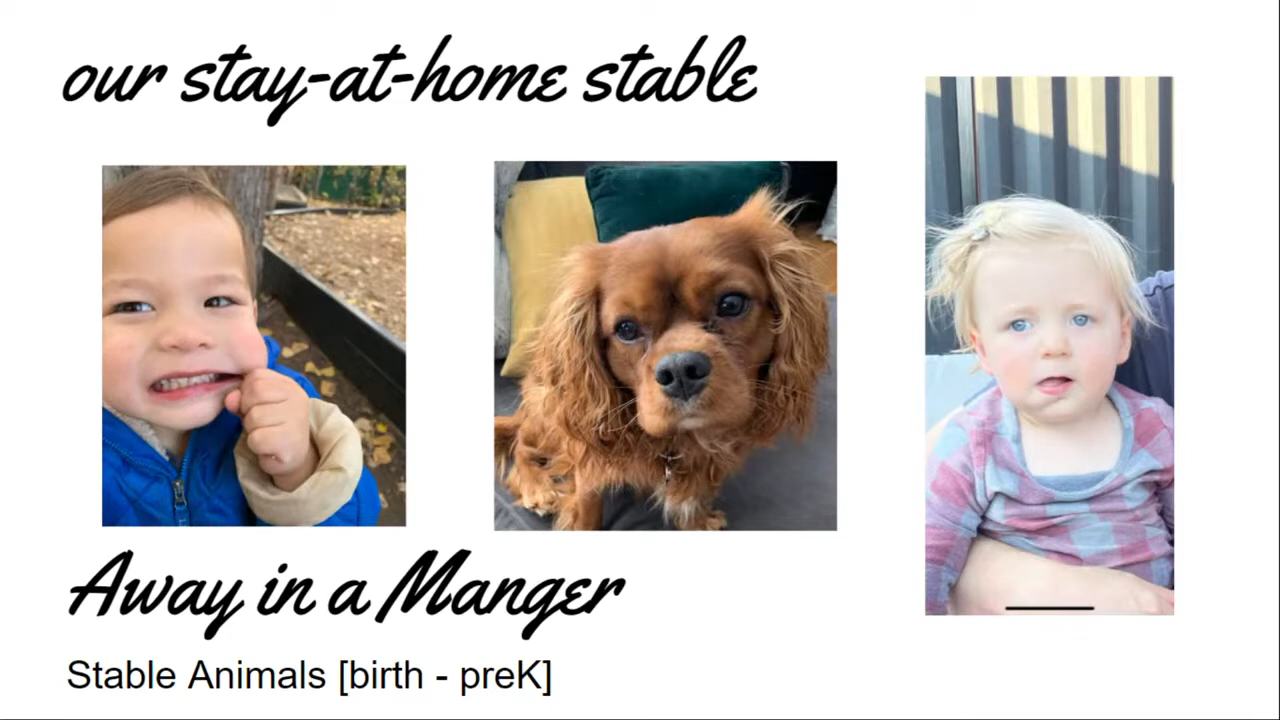 our stay-at-home stable
Away in a Manger
Stable Animals [birth - preK]